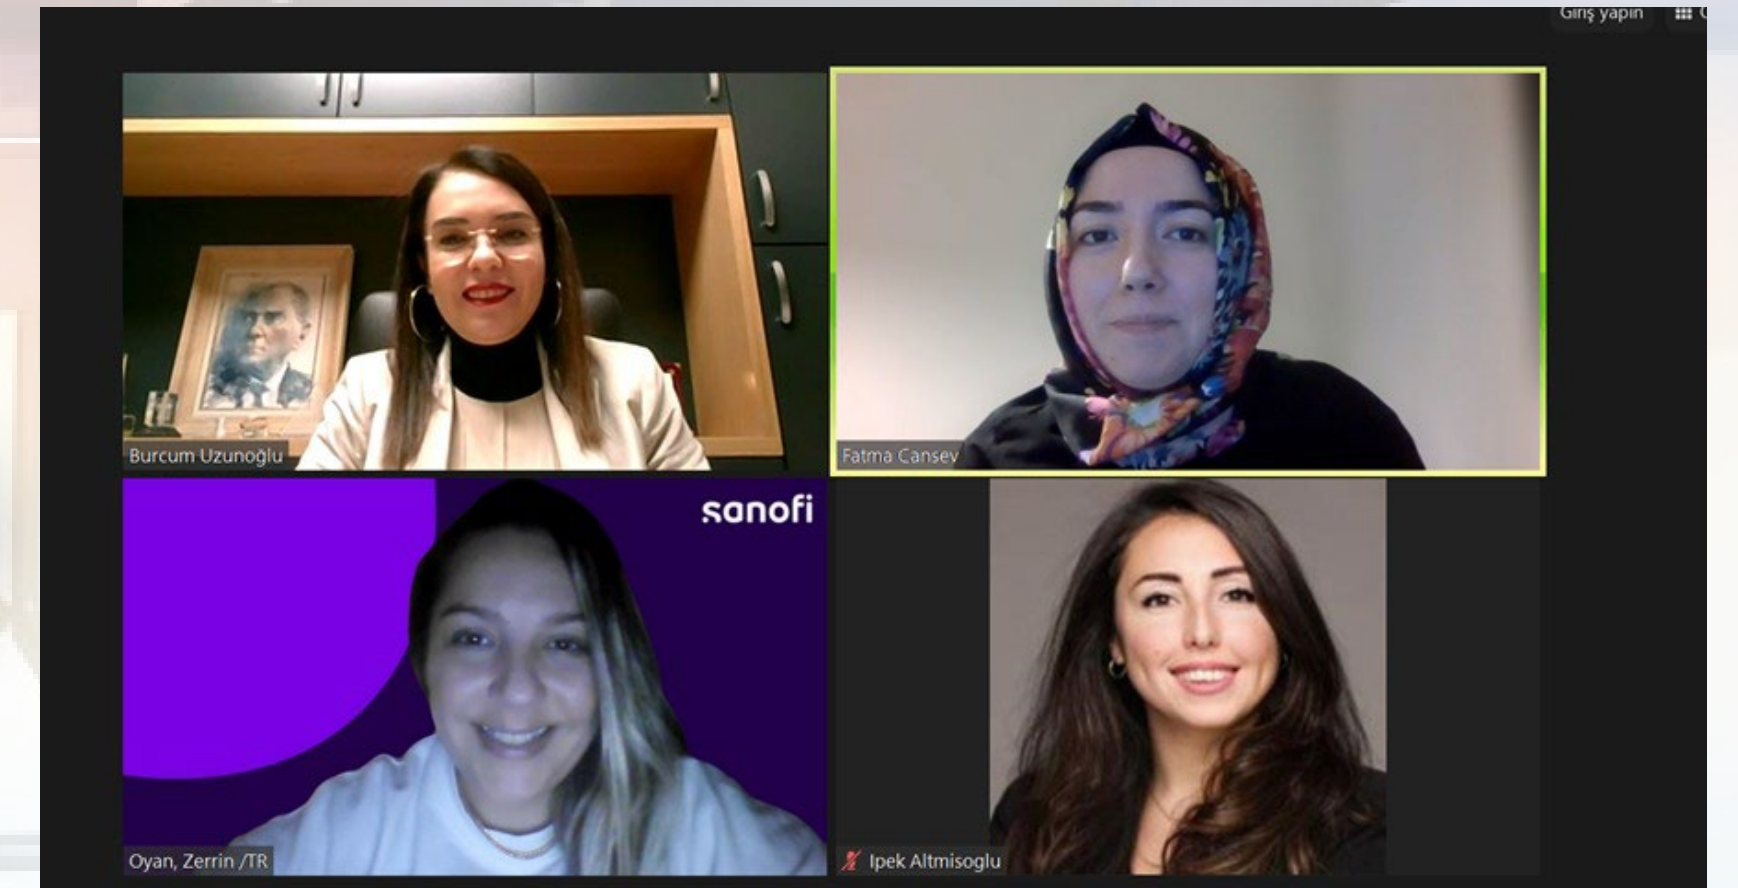 Giriş yapın
Burcum Uzunoğlu
Fatma Cansev
sanofi
Oyan, Zerrin /TR
Ipek Altmisoglu